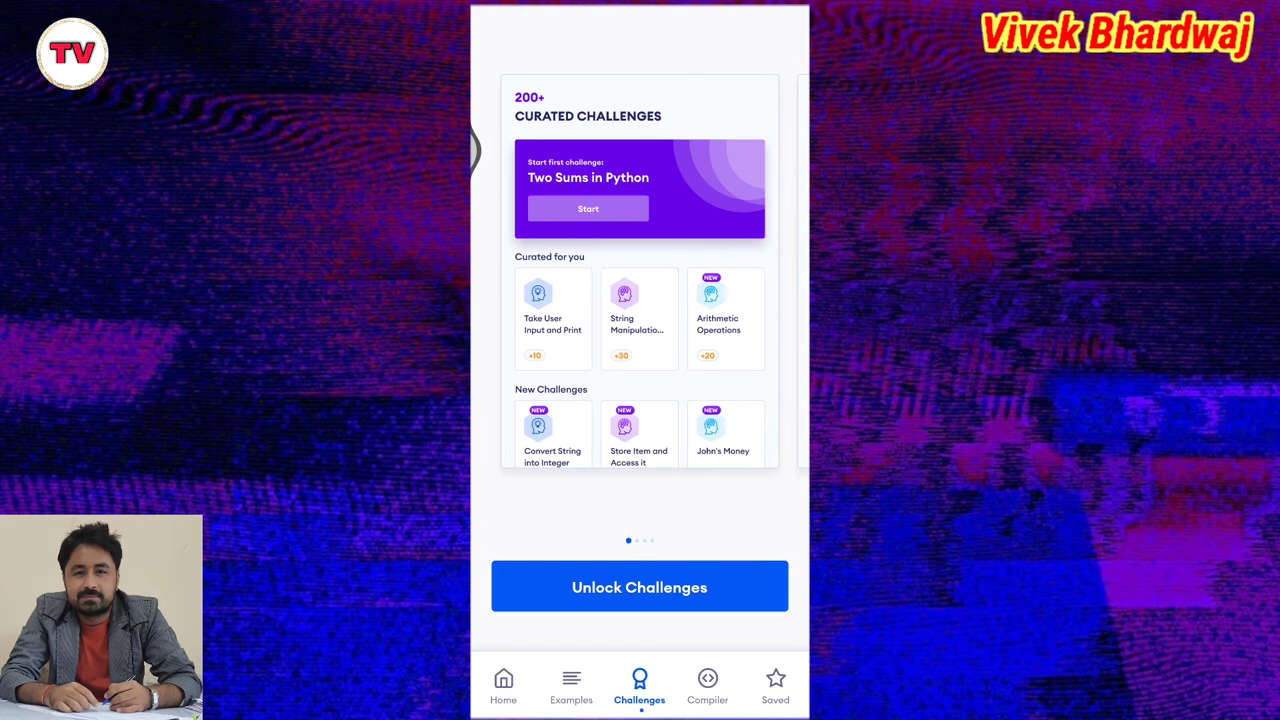 TV
Vivek Bhardwaj
200+
CURATED CHALLENGES
Start first challenge:
Two Sums in Python
Start
Curated for you
Take User
Input and Print
+10
String
Manipulatio...
+30
NEW
Arithmetic
Operations
+20
New Challenges
NEW
Convert String
into Integer
NEW
Store Item and
Access it
NEW
John's Money
Unlock Challenges
Home
Examples
Challenges
Compiler
Saved